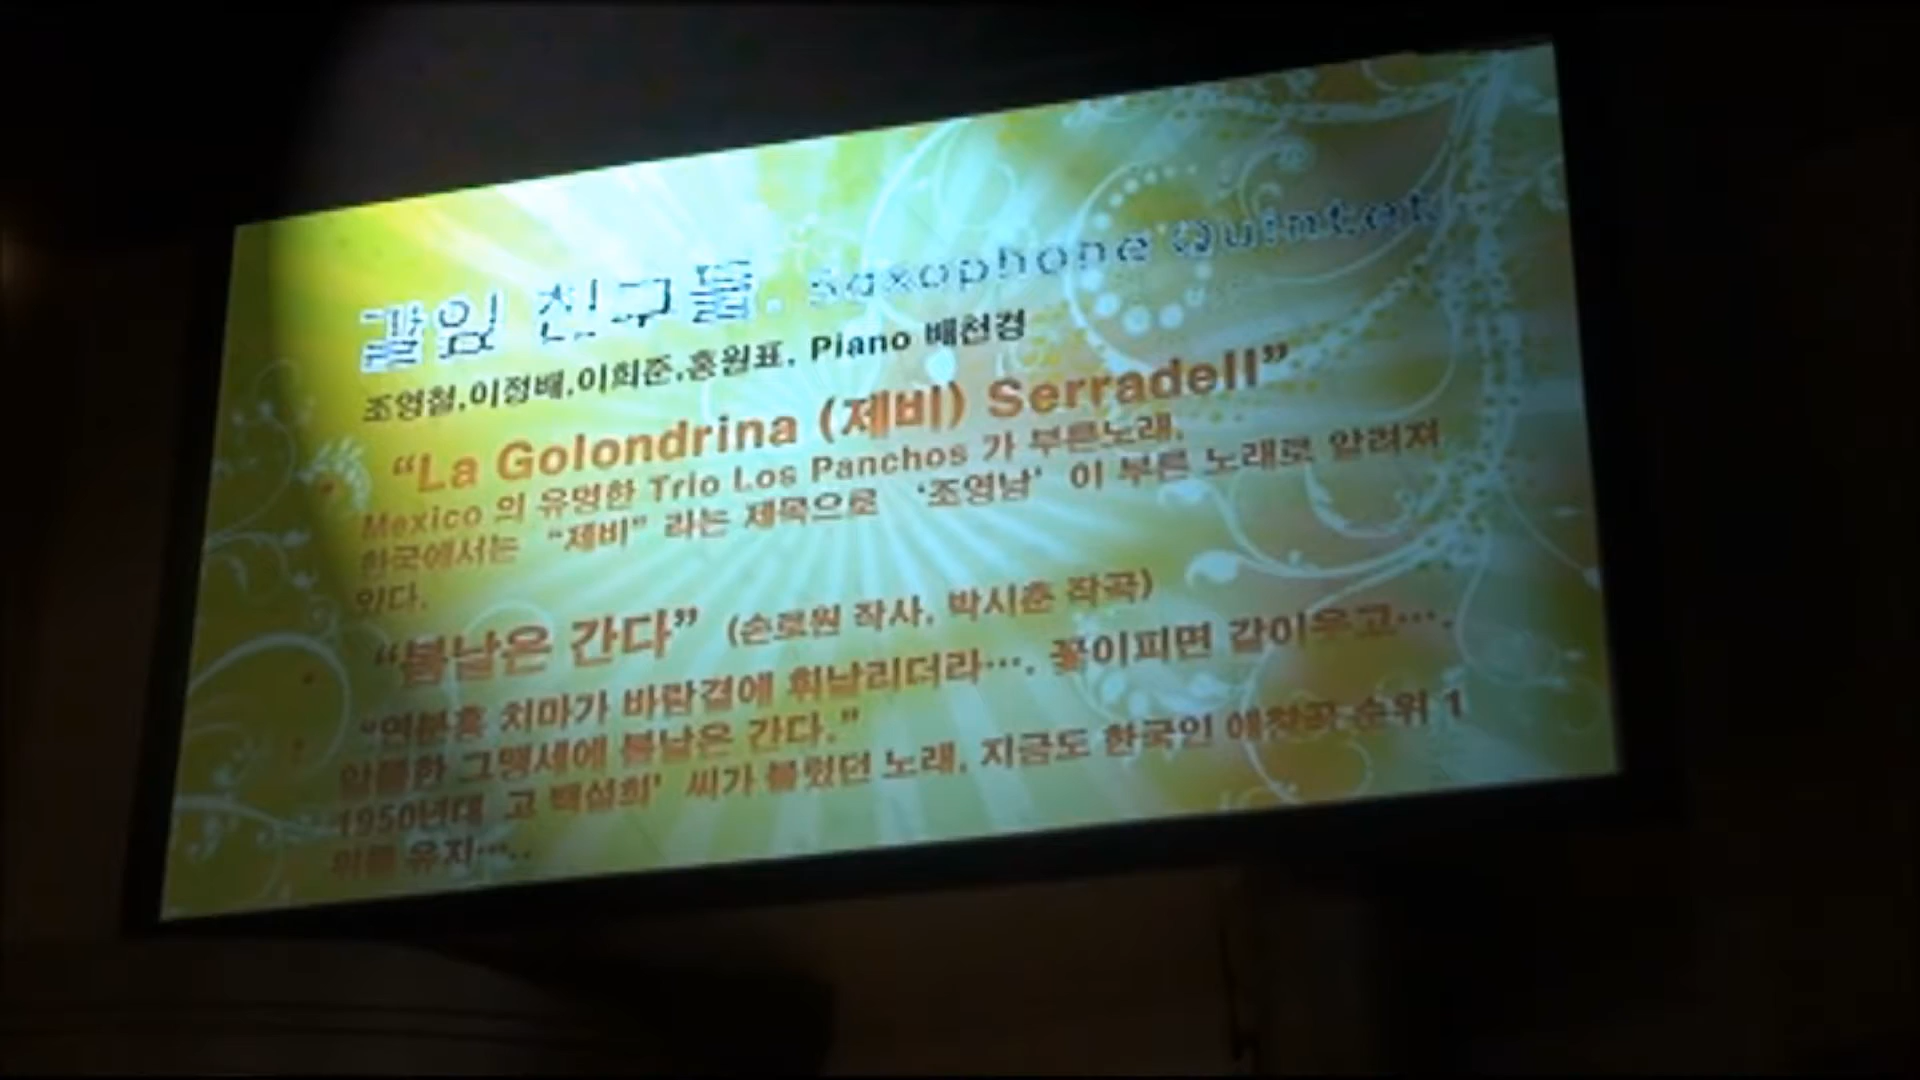 괄임 친구들. Saxophone Quintet
조영철,이정배,이희준,홍원표. Piano 배천경
“La Golondrina (제비) Serradell”
Mexico 의 유명한 Trio Los Panchos 가 부른노래.
한국에서는 “제비” 라는 제목으로 ‘조영남’ 이 부른 노래로 알려져
있다.
“봄날은 간다” (손로원 작사. 박시춘 작곡)
“연분홍 치마가 바람결에 휘날리더라…. 꽃이피면 같이웃고….
알뜰한 그맹세에 봄날은 간다.”
1950년대 고 백설희’ 씨가 불렀던 노래. 지금도 한국인 애창곡 순위 1
위를 유지…..